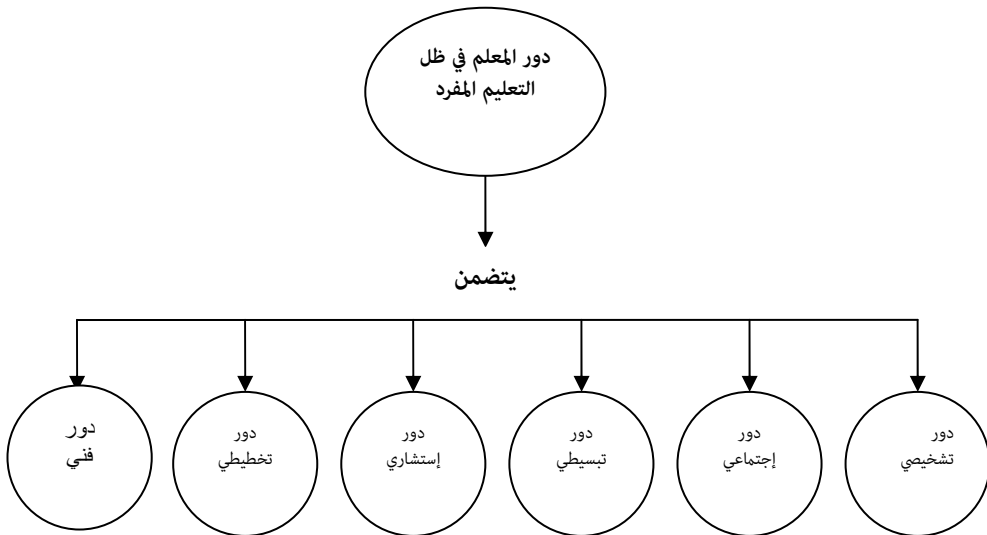 دور المعلم في ظل
التعليم المفرد
يتضمن
دور
تشخيصي
دور
إجتماعي
دور
تبسيطي
دور
إستشاري
دور
تخطيطي
دور
فني